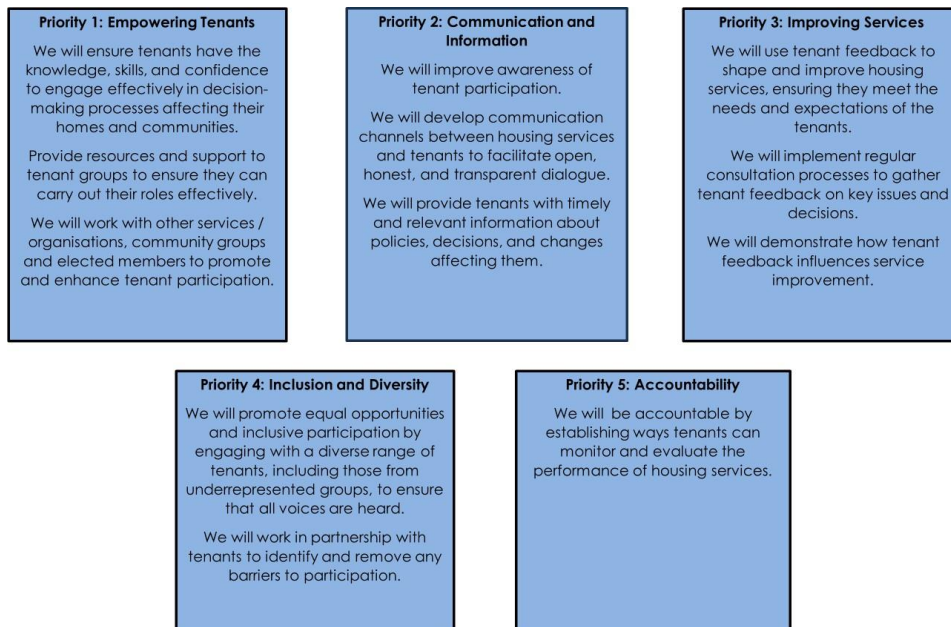 Priority 1: Empowering Tenants
We will ensure tenants have the
knowledge, skills, and confidence
to engage effectively in decision-
making processes affecting their
homes and communities.
Provide resources and support to
tenant groups to ensure they can
carry out their roles effectively.
We will work with other services /
organisations, community groups
and elected members to promote
and enhance tenant participation.
Priority 2: Communication and
Information
We will improve awareness of
tenant participation.
We will develop communication
channels between housing services
and tenants to facilitate open,
honest, and transparent dialogue.
We will provide tenants with timely
and relevant information about
policies, decisions, and changes
affecting them.
Priority 3: Improving Services
We will use tenant feedback to
shape and improve housing
services, ensuring they meet the
needs and expectations of the
tenants.
We will implement regular
consultation processes to gather
tenant feedback on key issues and
decisions.
We will demonstrate how tenant
feedback influences service
improvement.
Priority 4: Inclusion and Diversity
We will promote equal opportunities
and inclusive participation by
engaging with a diverse range of
tenants, including those from
underrepresented groups, to ensure
that all voices are heard.
We will work in partnership with
tenants to identify and remove any
barriers to participation.
Priority 5: Accountability
We will be accountable by
establishing ways tenants can
monitor and evaluate the
performance of housing services.